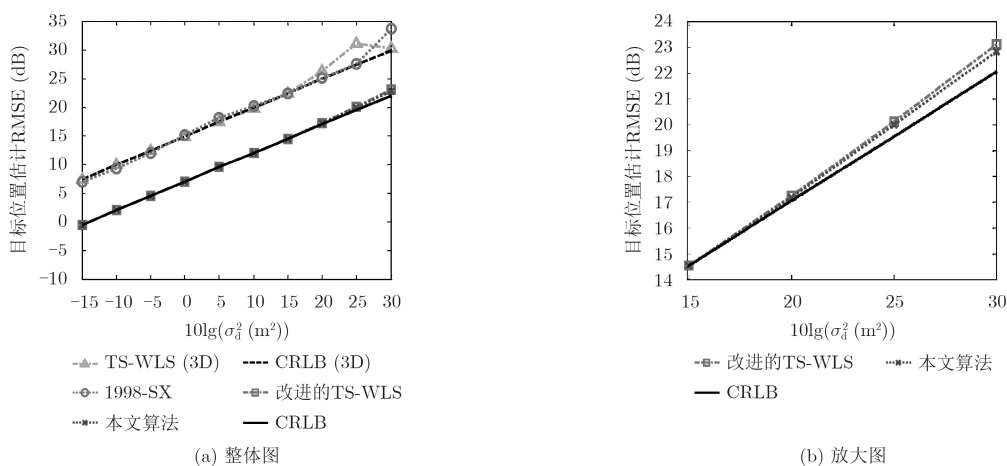 目标位置估计RMSE (dB)
35
30
25
20
15
10
5
0
−5
−10
−15 −10 −5 0 5 10 15 20 25 30
10lg(σ_d^2 (m²))
TS-WLS (3D) CRLB (3D)
1998-SX 改进的TS-WLS
本文算法 CRLB
(a) 整体图
目标位置估计RMSE (dB)
24
23
22
21
20
19
18
17
16
15
14
15 20 25 30
10lg(σ_d^2 (m²))
改进的TS-WLS 本文算法
CRLB
(b) 放大图